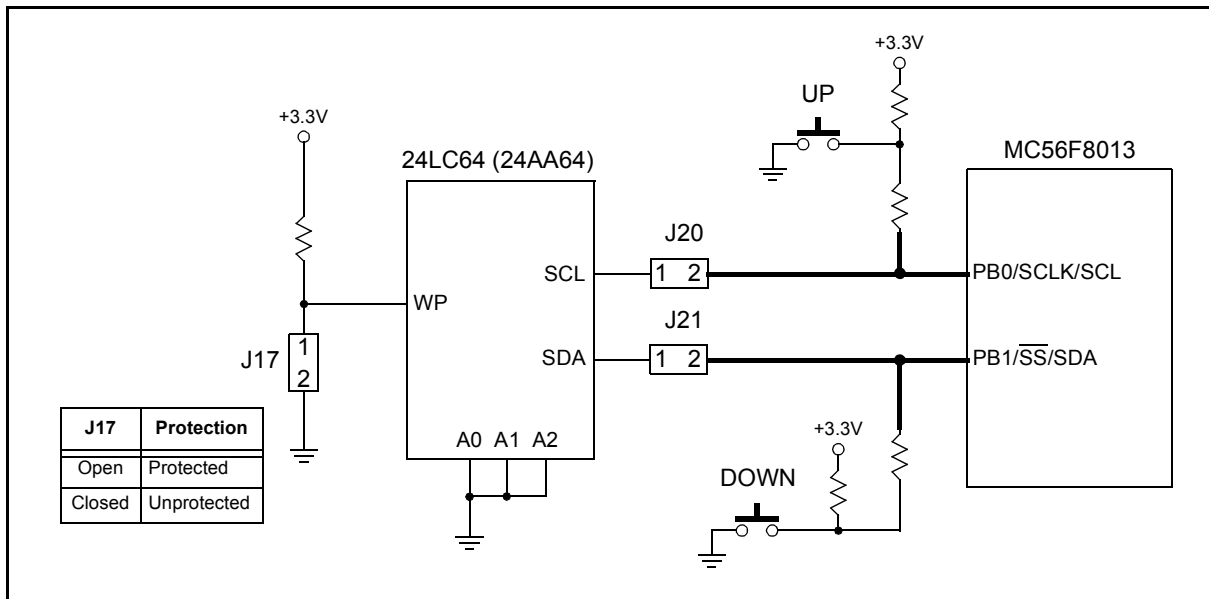 +3.3V
UP
+3.3V
24LC64 (24AA64)
MC56F8013
J20
SCL
1 2
PB0/SCLK/SCL
WP
J21
J17
1
2
SDA
1 2
PB1/SS/SDA
J17 Protection
Open Protected
Closed Unprotected
A0 A1 A2
+3.3V
DOWN